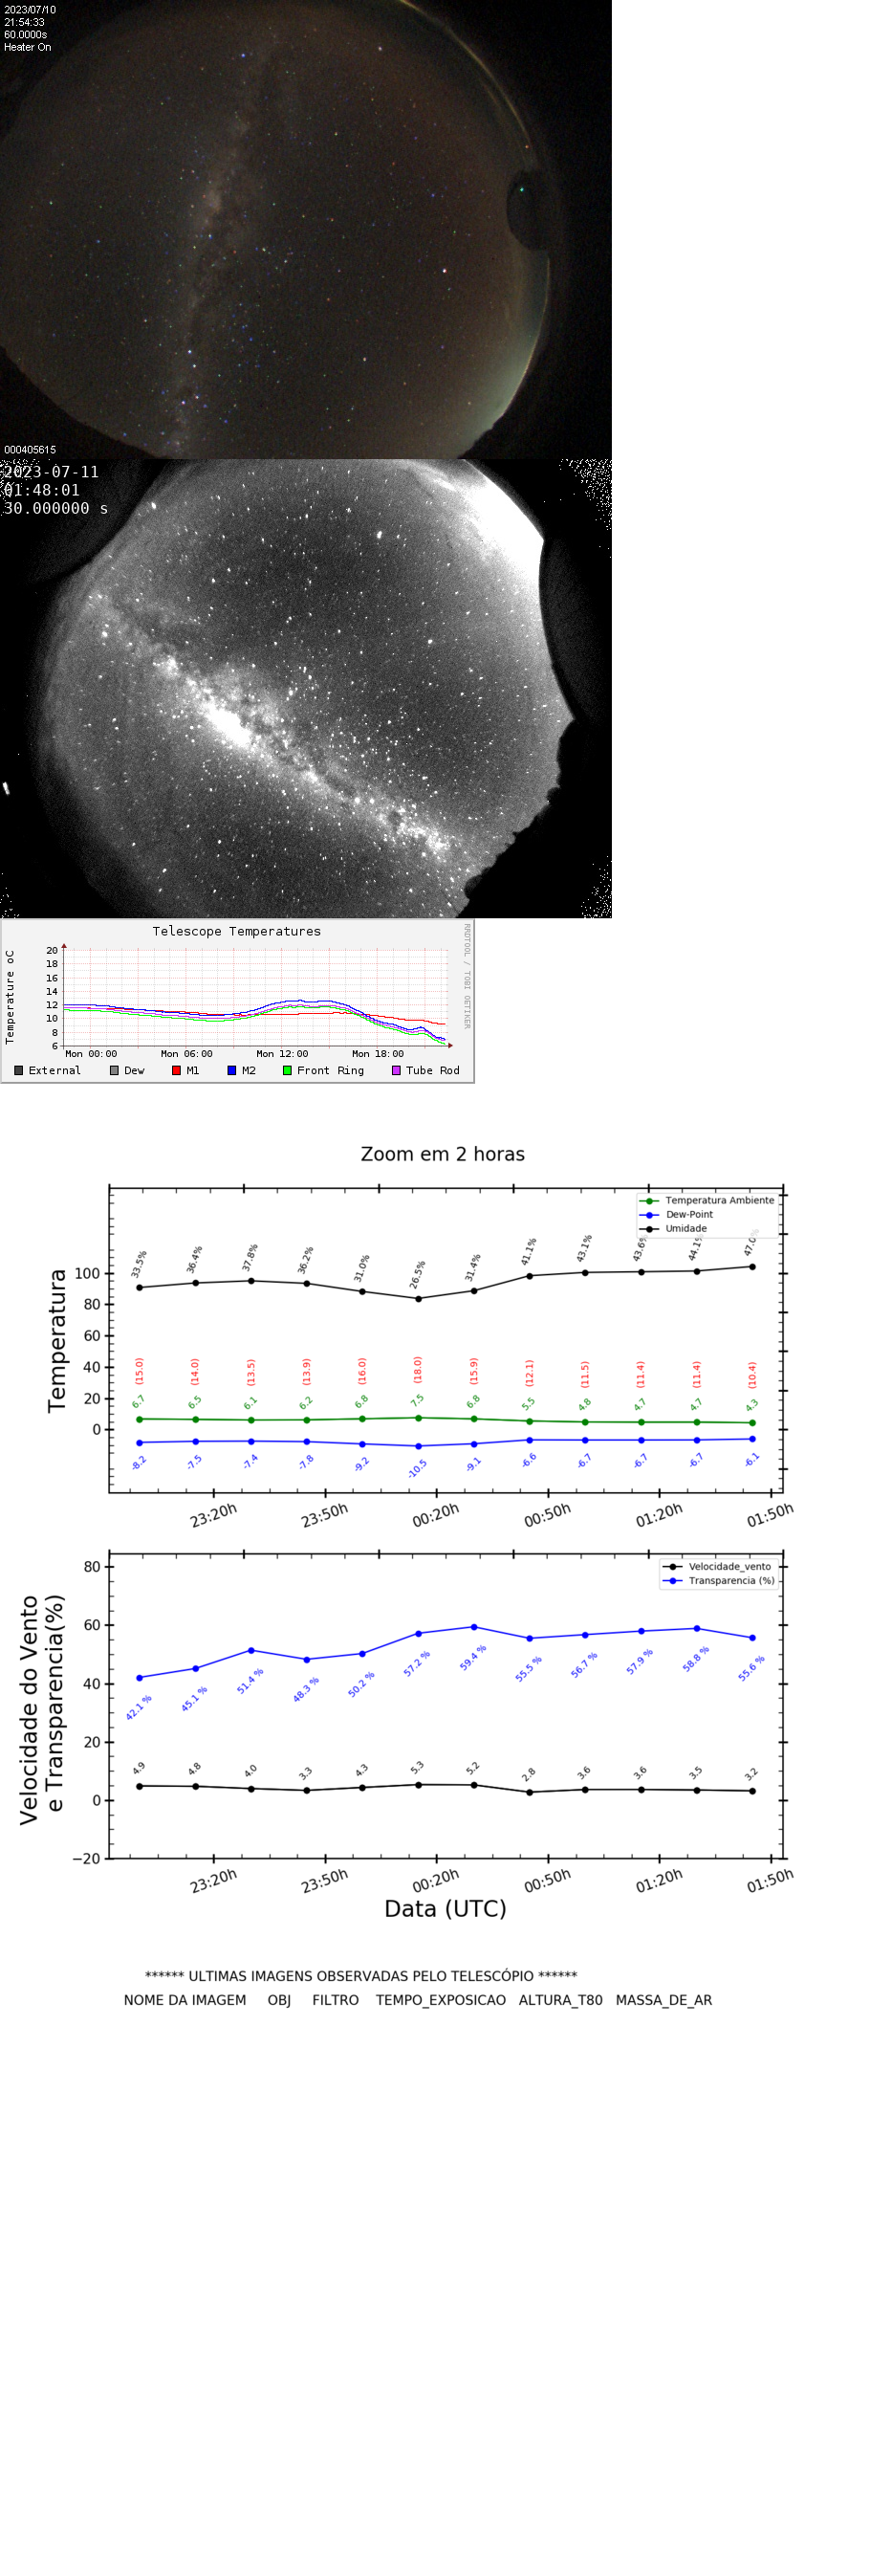 2023/07/10
21:54:33
60.0000s
Heater On
000405615
2023-07-11
01:48:01
30.000000 s
Telescope Temperatures
RRDTOOL / TOBI OETIKER
Temperature oC
20
18
16
14
12
10
8
6
Mon 00:00 Mon 06:00 Mon 12:00 Mon 18:00
External Dew M1 M2 Front Ring Tube Rod
Zoom em 2 horas
Temperatura Ambiente
Dew-Point
Umidade
33.5% 36.4% 37.8% 36.2% 31.0% 26.5% 31.4% 41.1% 43.1% 43.6% 44.1% 47.0%
Temperatura
100
80
60
40
20
0
(15.0) (14.0) (13.5) (13.9) (16.0) (18.0) (15.9) (12.1) (11.5) (11.4) (11.4) (10.4)
6.7 6.5 6.1 6.2 6.8 7.5 6.8 5.5 4.8 4.7 4.7 4.3
-8.2 -7.5 -7.4 -7.8 -9.2 -10.5 -9.1 -6.6 -6.7 -6.7 -6.7 -6.1
23:20h 23:50h 00:20h 00:50h 01:20h 01:50h
Velocidade_vento
Transparencia (%)
Velocidade do Vento
e Transparencia(%)
80
60
40
20
0
−20
42.1 % 45.1 % 51.4 % 48.3 % 50.2 % 57.2 % 59.4 % 55.5 % 56.7 % 57.9 % 58.8 % 55.6 %
4.9 4.8 4.0 3.3 4.3 5.3 5.2 2.8 3.6 3.6 3.5 3.2
23:20h 23:50h 00:20h 00:50h 01:20h 01:50h
Data (UTC)
****** ULTIMAS IMAGENS OBSERVADAS PELO TELESCÓPIO ******
NOME DA IMAGEM OBJ FILTRO TEMPO_EXPOSICAO ALTURA_T80 MASSA_DE_AR